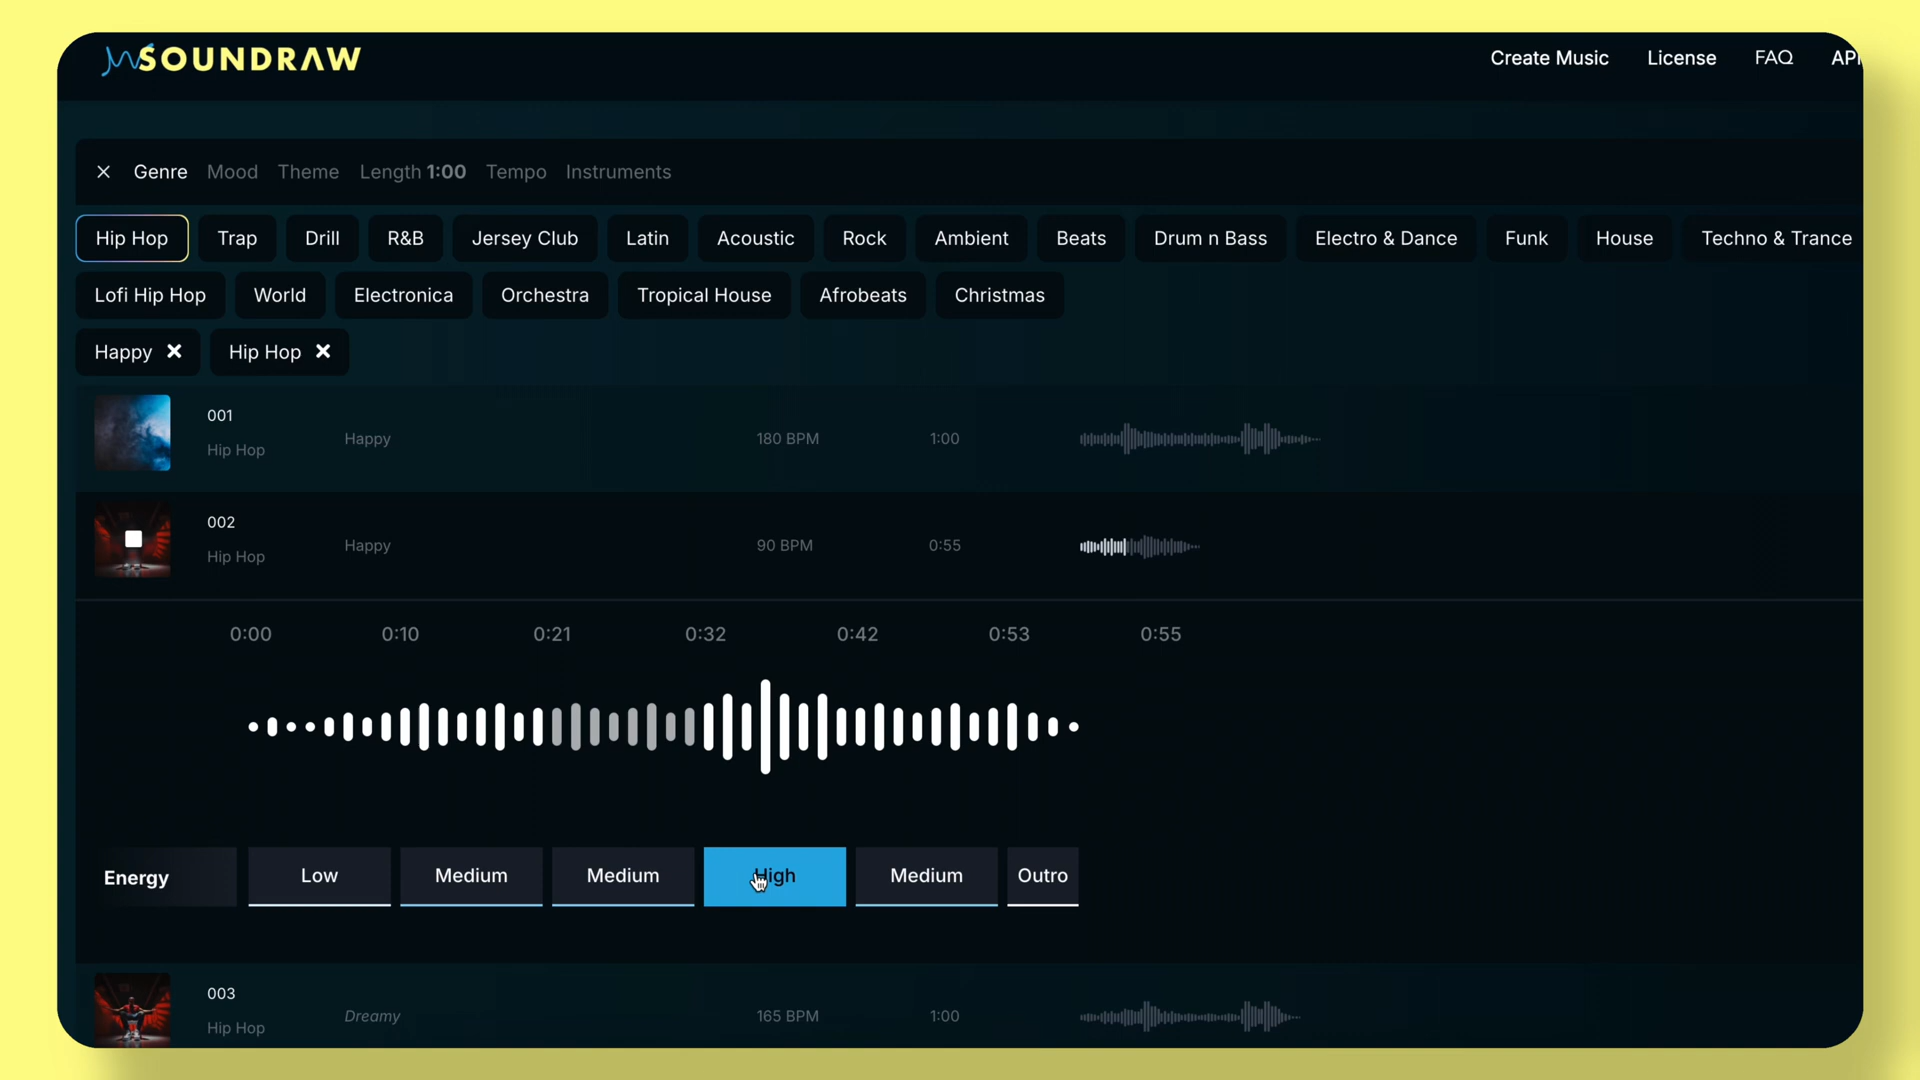 SOUNDRAW
Create Music License FAQ API
Genre Mood Theme Length 1:00 Tempo Instruments
Hip Hop Trap Drill R&B Jersey Club Latin Acoustic Rock Ambient Beats Drum n Bass Electro & Dance Funk House Techno & Trance
Lofi Hip Hop World Electronica Orchestra Tropical House Afrobeats Christmas
Happy Hip Hop
001
Hip Hop Happy 180 BPM 1:00
002
Hip Hop Happy 90 BPM 0:55
0:00 0:10 0:21 0:32 0:42 0:53 0:55
Energy Low Medium Medium High Medium Outro
003
Hip Hop Dreamy 165 BPM 1:00